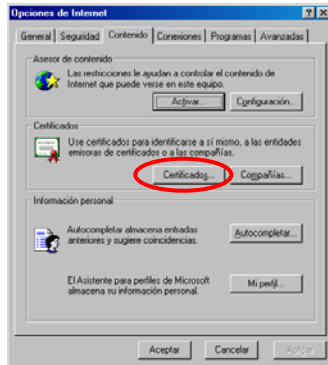 Opciones de Internet
General Seguridad Contenido Conexiones Programas Avanzadas
Asesor de contenido
Las restricciones le ayudan a controlar el contenido de
Internet que puede verse en este equipo.
Activar... Configuración...
Certificados
Use certificados para identificarse a sí mismo, a las entidades
emisoras de certificados o a las compañías.
Certificados... Compañías...
Información personal
Autocompletar almacena entradas
anteriores y sugiere coincidencias.
Autocompletar...
El Asistente para perfiles de Microsoft
almacena su información personal.
Mi perfil...
Aceptar Cancelar Aplicar